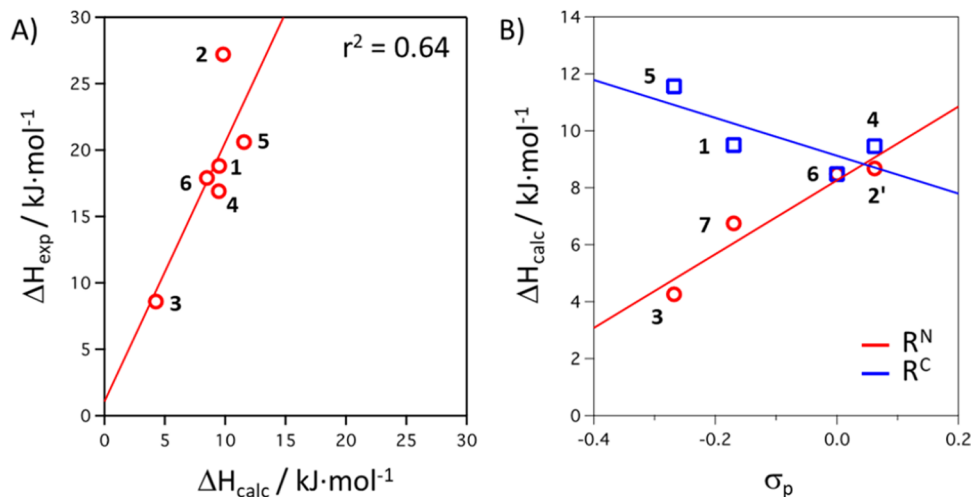 A)
r² = 0.64
30
25
20
15
10
5
0
ΔHexp / kJ·mol⁻¹
2
5
1
6
4
3
0 5 10 15 20 25 30
ΔHcalc / kJ·mol⁻¹
B)
14
12
10
8
6
4
2
0
ΔHcalc / kJ·mol⁻¹
5
4
1
6
2'
7
3
Rᴺ
Rᶜ
-0.4 -0.2 0.0 0.2
σp